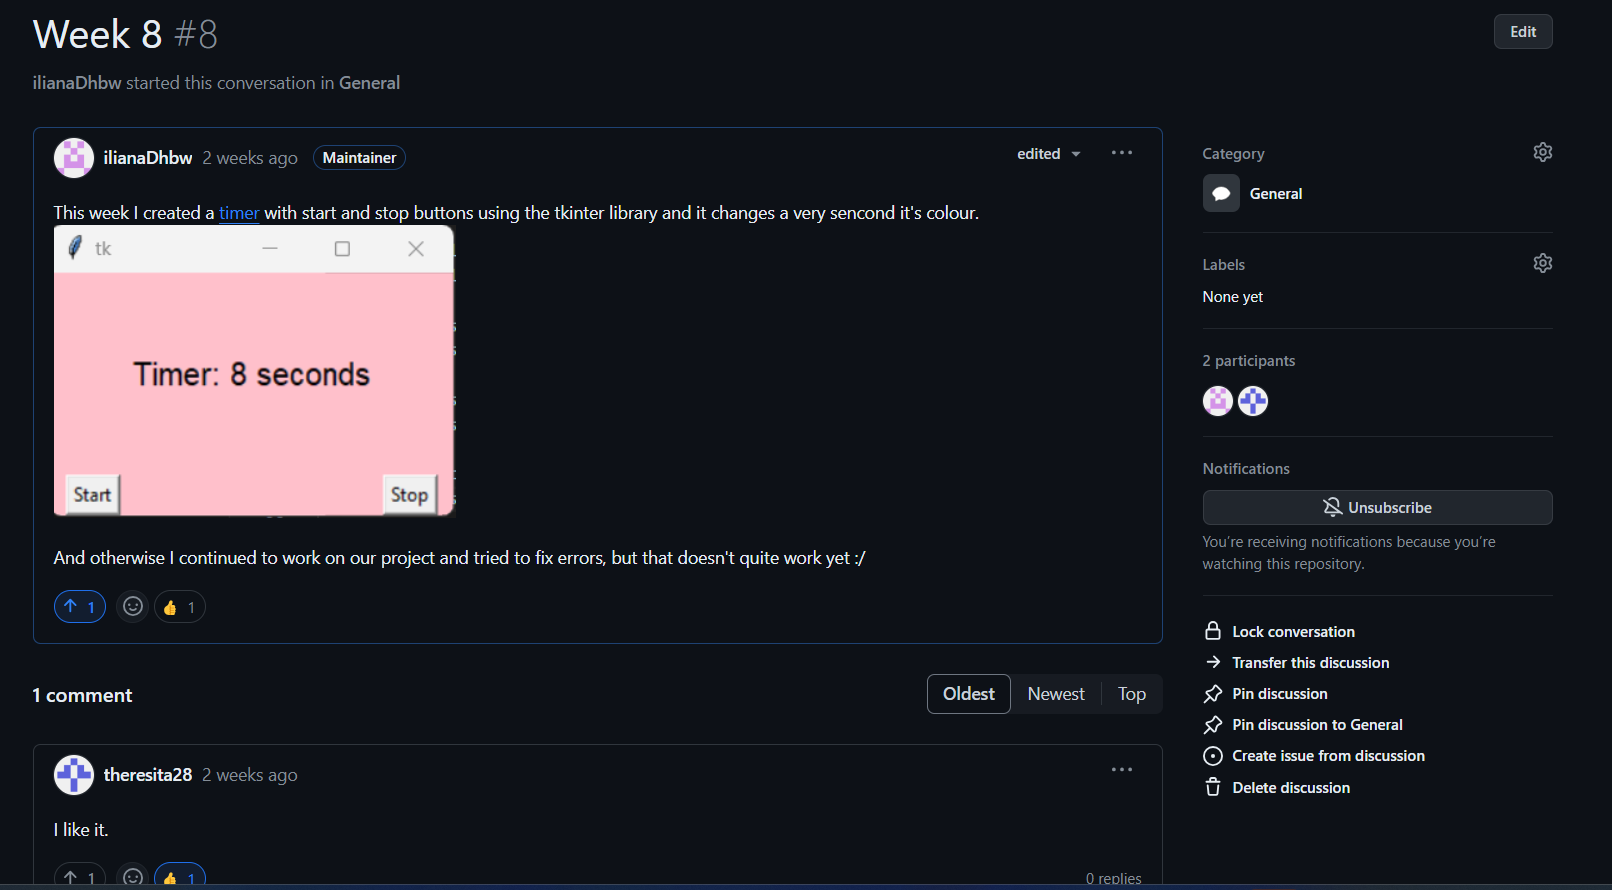 Week 8 #8
Edit
ilianaDhbw started this conversation in General
ilianaDhbw 2 weeks ago Maintainer
edited
This week I created a timer with start and stop buttons using the tkinter library and it changes a very sencond it's colour.
tk
Timer: 8 seconds
Start
Stop
And otherwise I continued to work on our project and tried to fix errors, but that doesn't quite work yet :/
1
1
1 comment
Oldest Newest Top
theresita28 2 weeks ago
I like it.
1
1
0 replies
Category
General
Labels
None yet
2 participants
Notifications
Unsubscribe
You're receiving notifications because you're
watching this repository.
Lock conversation
Transfer this discussion
Pin discussion
Pin discussion to General
Create issue from discussion
Delete discussion